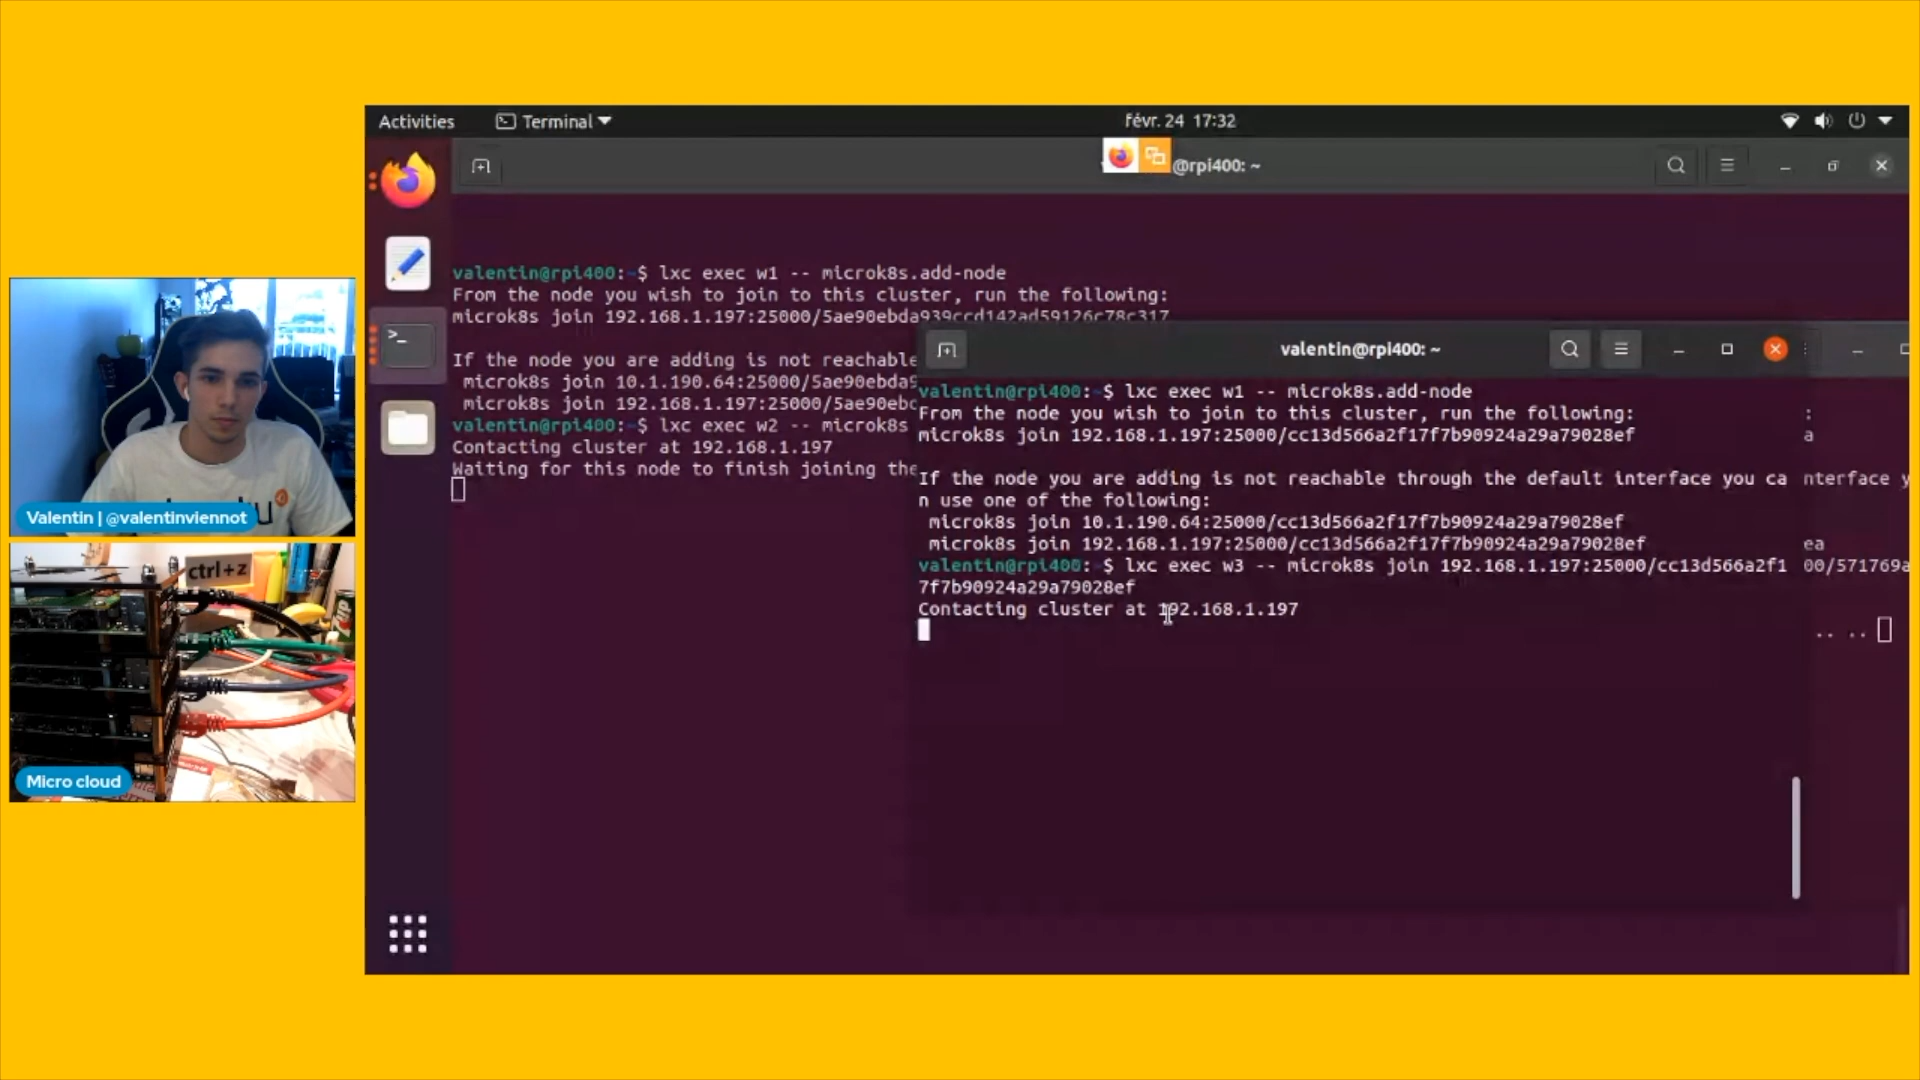 Activities
Terminal
févr. 24 17:32
@rpi400: ~
valentin@rpi400:~$ lxc exec w1 -- microk8s.add-node
From the node you wish to join to this cluster, run the following:
microk8s join 192.168.1.197:25000/5ae90ebda939ccd142ad59126c78c317
If the node you are adding is not reachable
microk8s join 10.1.190.64:25000/5ae90ebda9
microk8s join 192.168.1.197:25000/5ae90ebd
valentin@rpi400:~$ lxc exec w2 -- microk8s
Contacting cluster at 192.168.1.197
Waiting for this node to finish joining the
valentin@rpi400: ~
valentin@rpi400:~$ lxc exec w1 -- microk8s.add-node
From the node you wish to join to this cluster, run the following:
microk8s join 192.168.1.197:25000/cc13d566a2f17f7b90924a29a79028ef
If the node you are adding is not reachable through the default interface you ca
n use one of the following:
microk8s join 10.1.190.64:25000/cc13d566a2f17f7b90924a29a79028ef
microk8s join 192.168.1.197:25000/cc13d566a2f17f7b90924a29a79028ef
valentin@rpi400:~$ lxc exec w3 -- microk8s join 192.168.1.197:25000/cc13d566a2f1
7f7b90924a29a79028ef
Contacting cluster at 192.168.1.197
:
a
nterface y
ea
00/571769a
.. ..
Valentin | @valentinviennot
ctrl+z
Micro cloud